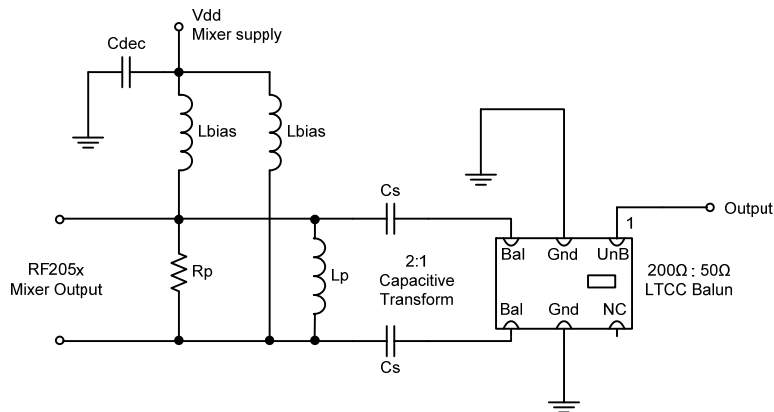 Vdd
Mixer supply
Cdec
Lbias
Lbias
Cs
Output
1
Bal
Gnd
UnB
RF205x
Mixer Output
Rp
Lp
2:1
Capacitive
Transform
200Ω : 50Ω
LTCC Balun
Bal
Gnd
NC
Cs